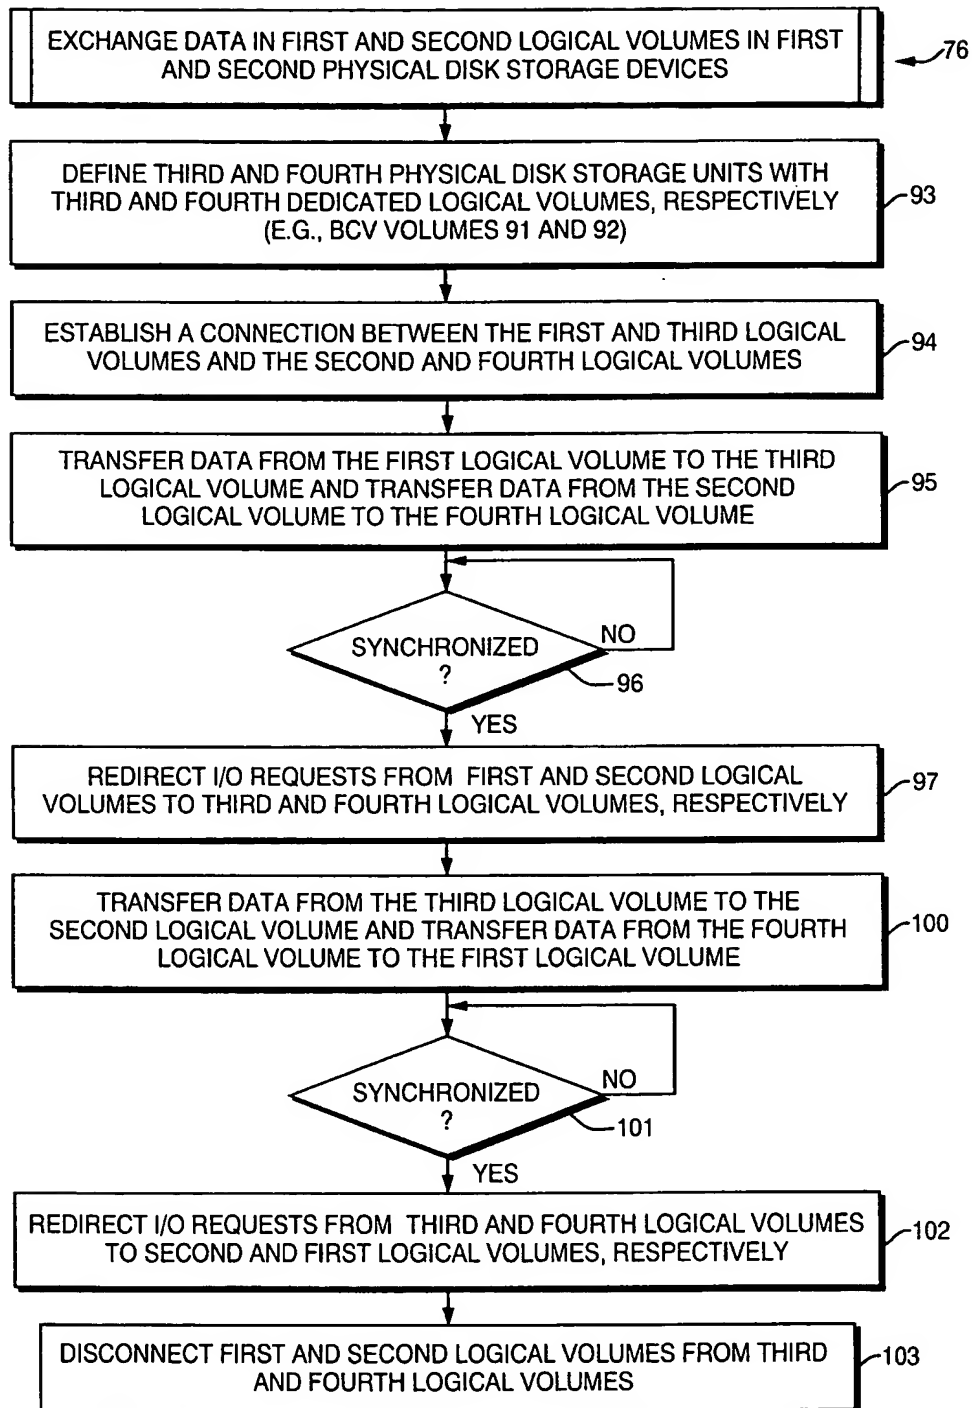 EXCHANGE DATA IN FIRST AND SECOND LOGICAL VOLUMES IN FIRST
AND SECOND PHYSICAL DISK STORAGE DEVICES
76
DEFINE THIRD AND FOURTH PHYSICAL DISK STORAGE UNITS WITH
THIRD AND FOURTH DEDICATED LOGICAL VOLUMES, RESPECTIVELY
(E.G., BCV VOLUMES 91 AND 92)
93
ESTABLISH A CONNECTION BETWEEN THE FIRST AND THIRD LOGICAL
VOLUMES AND THE SECOND AND FOURTH LOGICAL VOLUMES
94
TRANSFER DATA FROM THE FIRST LOGICAL VOLUME TO THE THIRD
LOGICAL VOLUME AND TRANSFER DATA FROM THE SECOND
LOGICAL VOLUME TO THE FOURTH LOGICAL VOLUME
95
SYNCHRONIZED
?
NO
96
YES
REDIRECT I/O REQUESTS FROM FIRST AND SECOND LOGICAL
VOLUMES TO THIRD AND FOURTH LOGICAL VOLUMES, RESPECTIVELY
97
TRANSFER DATA FROM THE THIRD LOGICAL VOLUME TO THE
SECOND LOGICAL VOLUME AND TRANSFER DATA FROM THE FOURTH
LOGICAL VOLUME TO THE FIRST LOGICAL VOLUME
100
SYNCHRONIZED
?
NO
101
YES
REDIRECT I/O REQUESTS FROM THIRD AND FOURTH LOGICAL VOLUMES
TO SECOND AND FIRST LOGICAL VOLUMES, RESPECTIVELY
102
DISCONNECT FIRST AND SECOND LOGICAL VOLUMES FROM THIRD
AND FOURTH LOGICAL VOLUMES
103